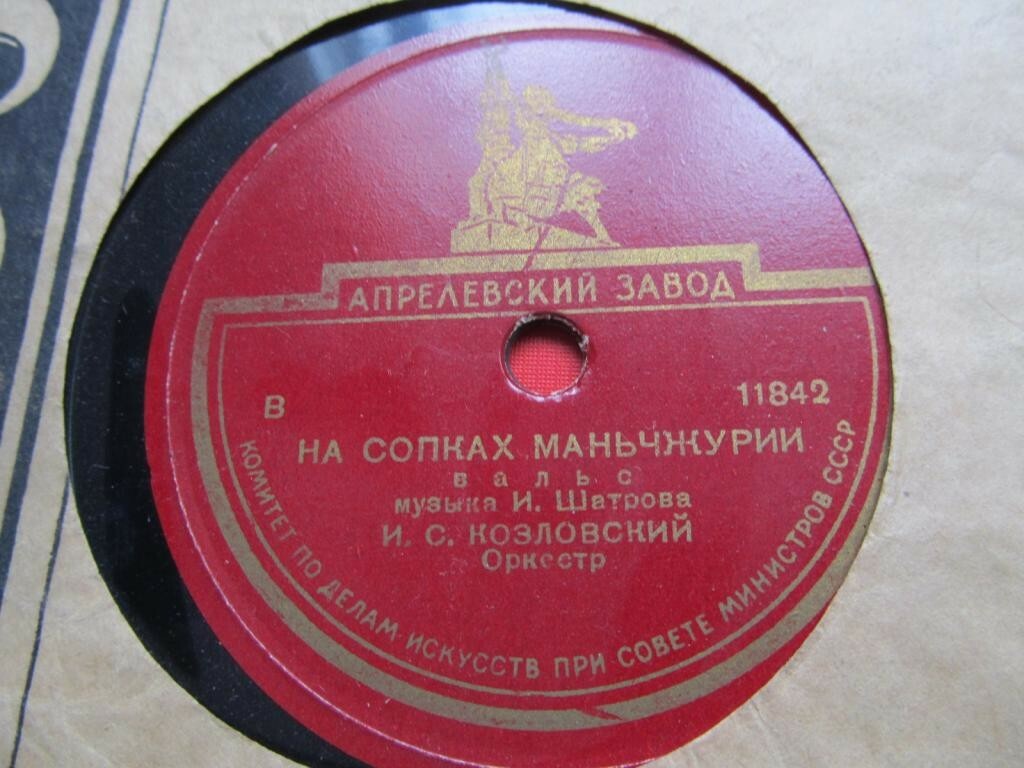 АПРЕЛЕВСКИЙ ЗАВОД
В 11842
НА СОПКАХ МАНЬЧЖУРИИ
вальс
музыка И. Шатрова
И. С. КОЗЛОВСКИЙ
Оркестр
КОМИТЕТ ПО ДЕЛАМ ИСКУССТВ ПРИ СОВЕТЕ МИНИСТРОВ СССР